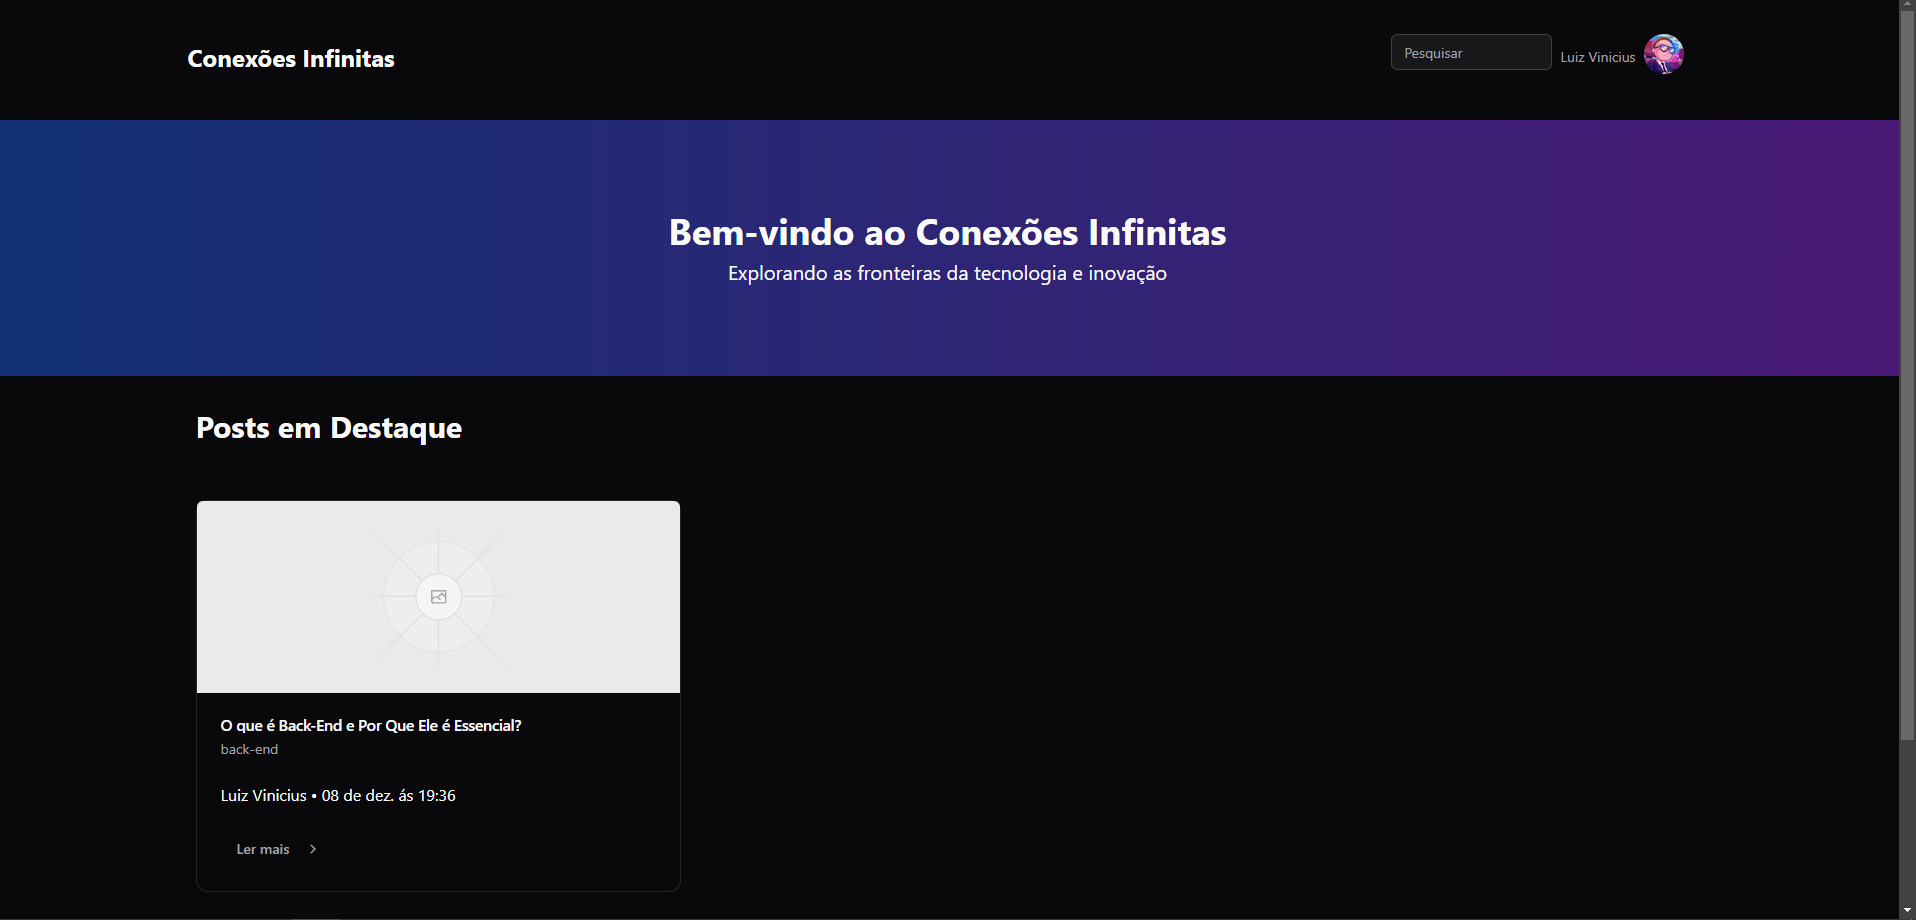 Conexões Infinitas
Pesquisar
Luiz Vinicius
Bem-vindo ao Conexões Infinitas
Explorando as fronteiras da tecnologia e inovação
Posts em Destaque
O que é Back-End e Por Que Ele é Essencial?
back-end
Luiz Vinicius • 08 de dez. ás 19:36
Ler mais